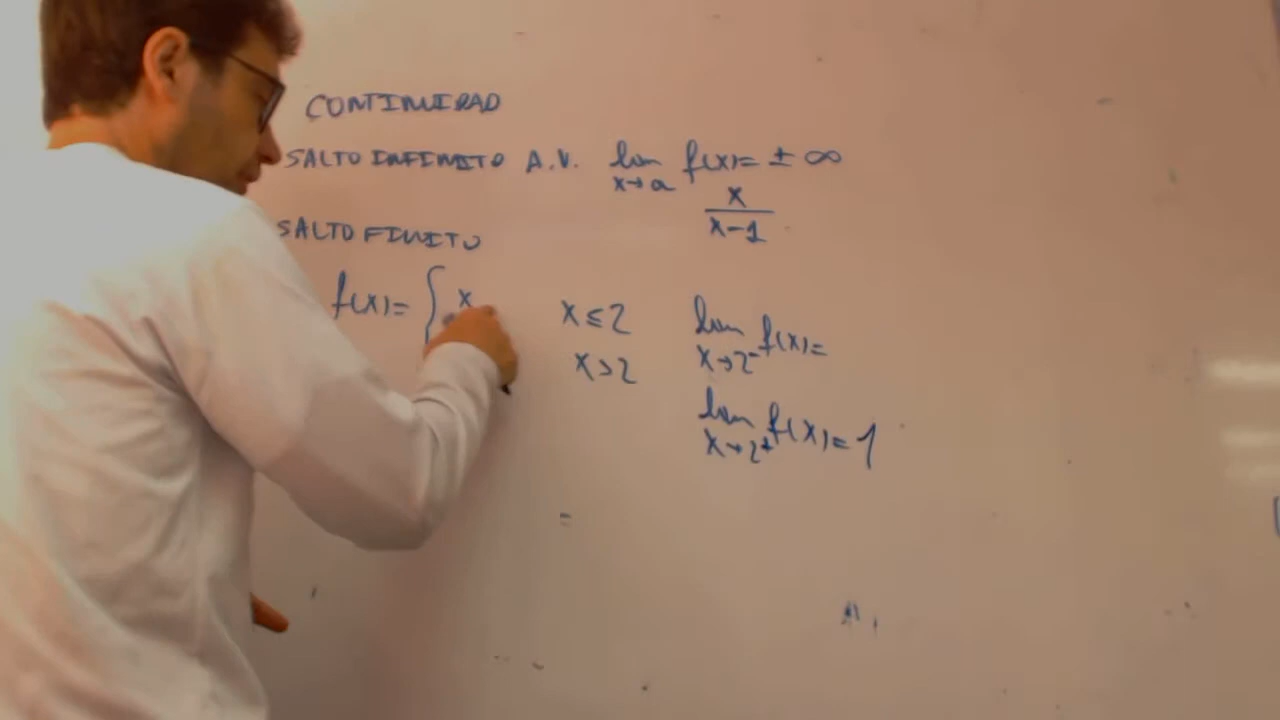 CONTINUIDAD
SALTO INFINITO A.V. lim f(x)= ± ∞
x→a
x
x-1
SALTO FINITO
f(x)= { x
x ≤ 2
x > 2
lim f(x)=
x→2⁻
lim f(x)= 1
x→2⁺